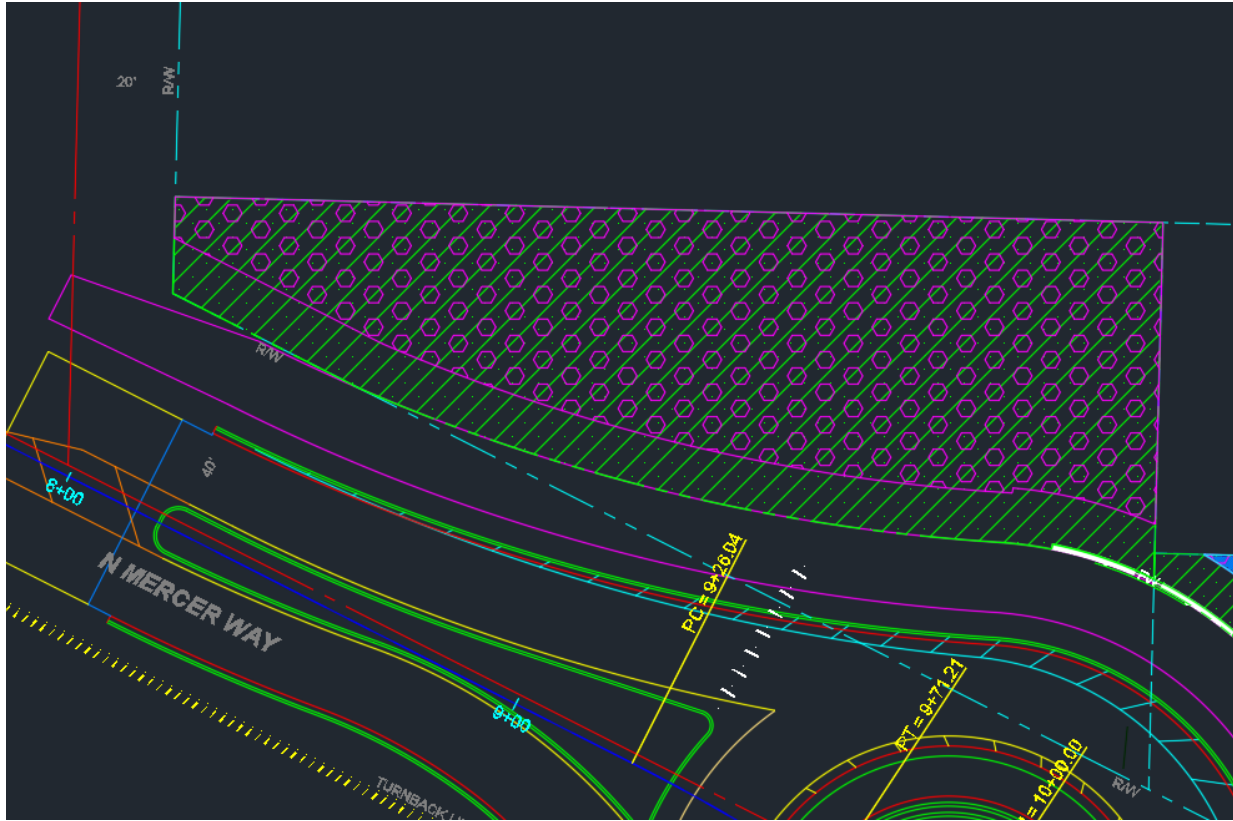 20'
R/W
R/W
40'
8+00
N MERCER WAY
PC = 9+26.04
R/W
9+00
PT = 9+71.21
= 10+00.00
R/W
TURNBACK